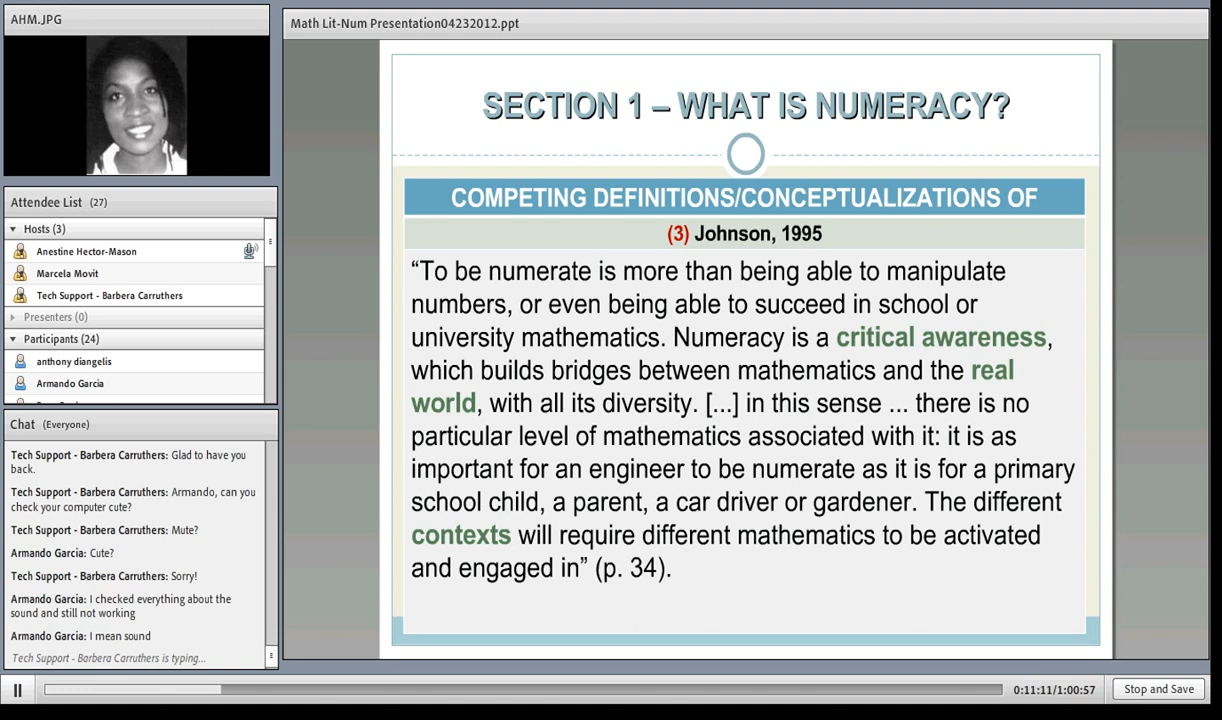 AHM.JPG
Attendee List (27)
Hosts (3)
Anestine Hector-Mason
Marcela Movit
Tech Support - Barbera Carruthers
Presenters (0)
Participants (24)
anthony diangelis
Armando Garcia
Chat (Everyone)
Tech Support - Barbera Carruthers: Glad to have you
back.
Tech Support - Barbera Carruthers: Armando, can you
check your computer cute?
Tech Support - Barbera Carruthers: Mute?
Armando Garcia: Cute?
Tech Support - Barbera Carruthers: Sorry!
Armando Garcia: I checked everything about the
sound and still not working
Armando Garcia: I mean sound
Tech Support - Barbera Carruthers is typing...
Math Lit-Num Presentation04232012.ppt
SECTION 1 – WHAT IS NUMERACY?
COMPETING DEFINITIONS/CONCEPTUALIZATIONS OF
(3) Johnson, 1995
“To be numerate is more than being able to manipulate
numbers, or even being able to succeed in school or
university mathematics. Numeracy is a critical awareness,
which builds bridges between mathematics and the real
world, with all its diversity. [...] in this sense ... there is no
particular level of mathematics associated with it: it is as
important for an engineer to be numerate as it is for a primary
school child, a parent, a car driver or gardener. The different
contexts will require different mathematics to be activated
and engaged in” (p. 34).
0:11:11/1:00:57
Stop and Save